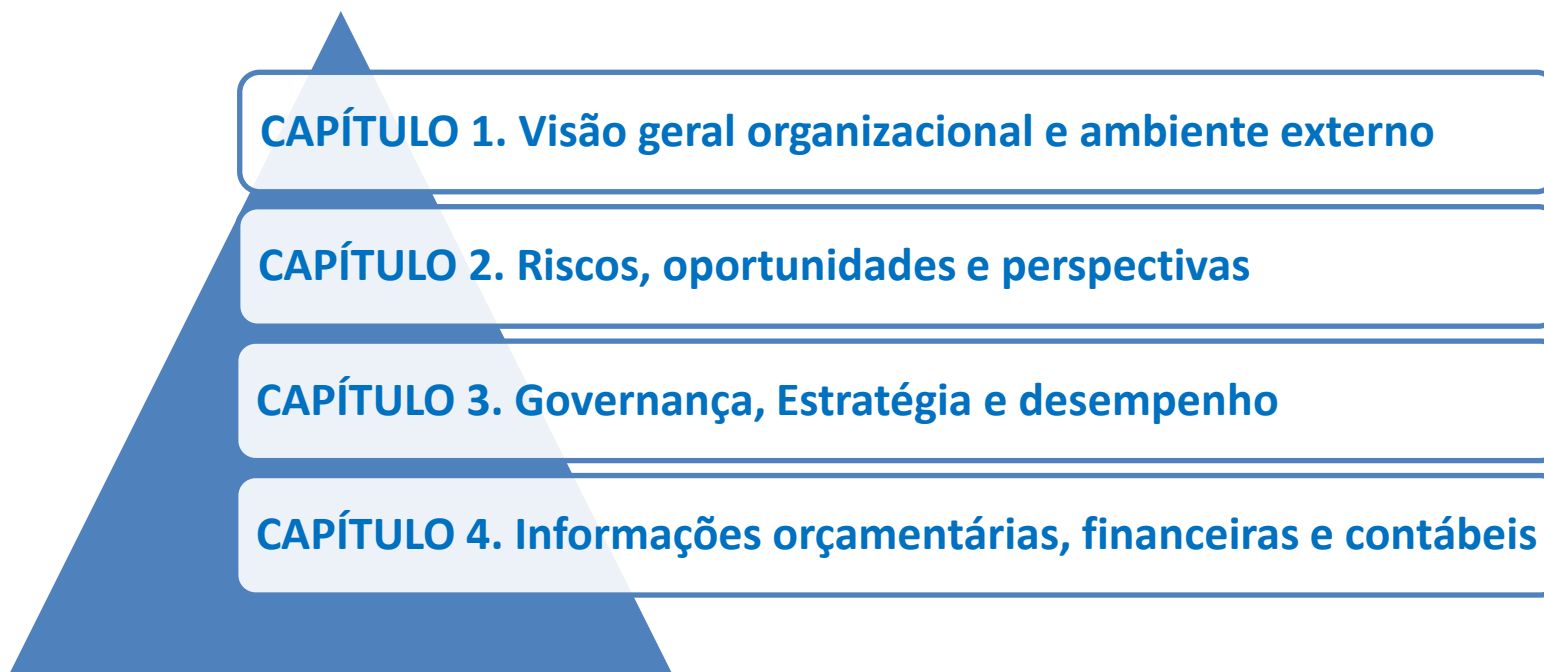 CAPÍTULO 1. Visão geral organizacional e ambiente externo
CAPÍTULO 2. Riscos, oportunidades e perspectivas
CAPÍTULO 3. Governança, Estratégia e desempenho
CAPÍTULO 4. Informações orçamentárias, financeiras e contábeis